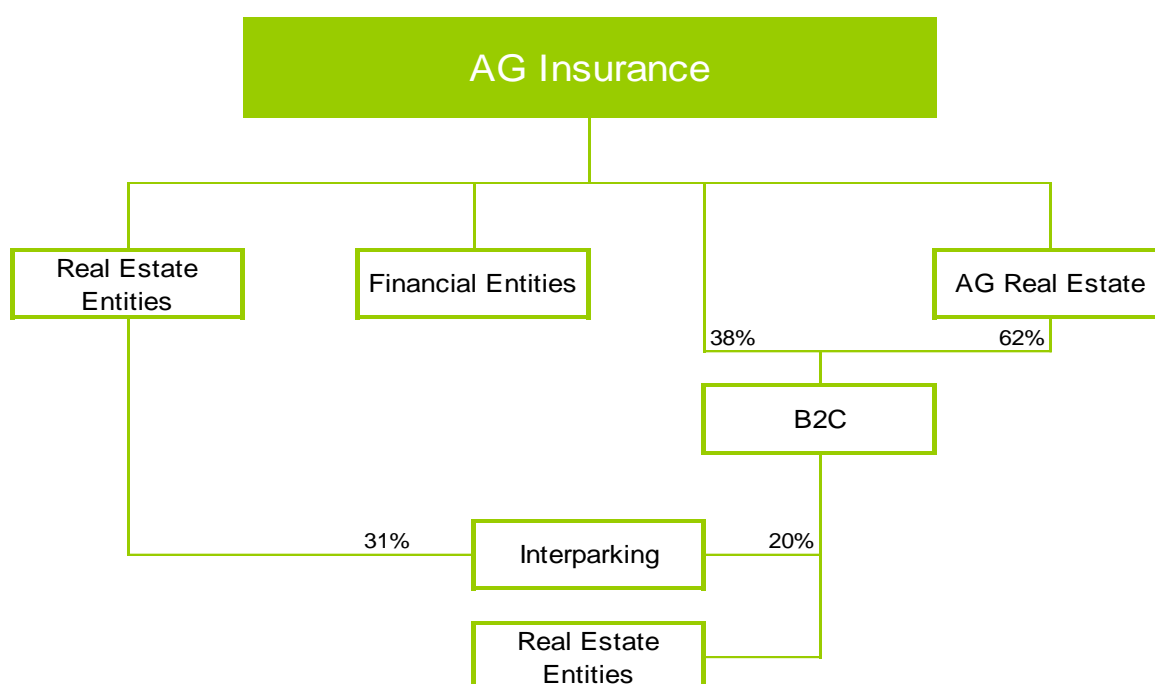 AG Insurance
Real Estate
Entities
Financial Entities
AG Real Estate
38%
62%
B2C
31%
Interparking
20%
Real Estate
Entities